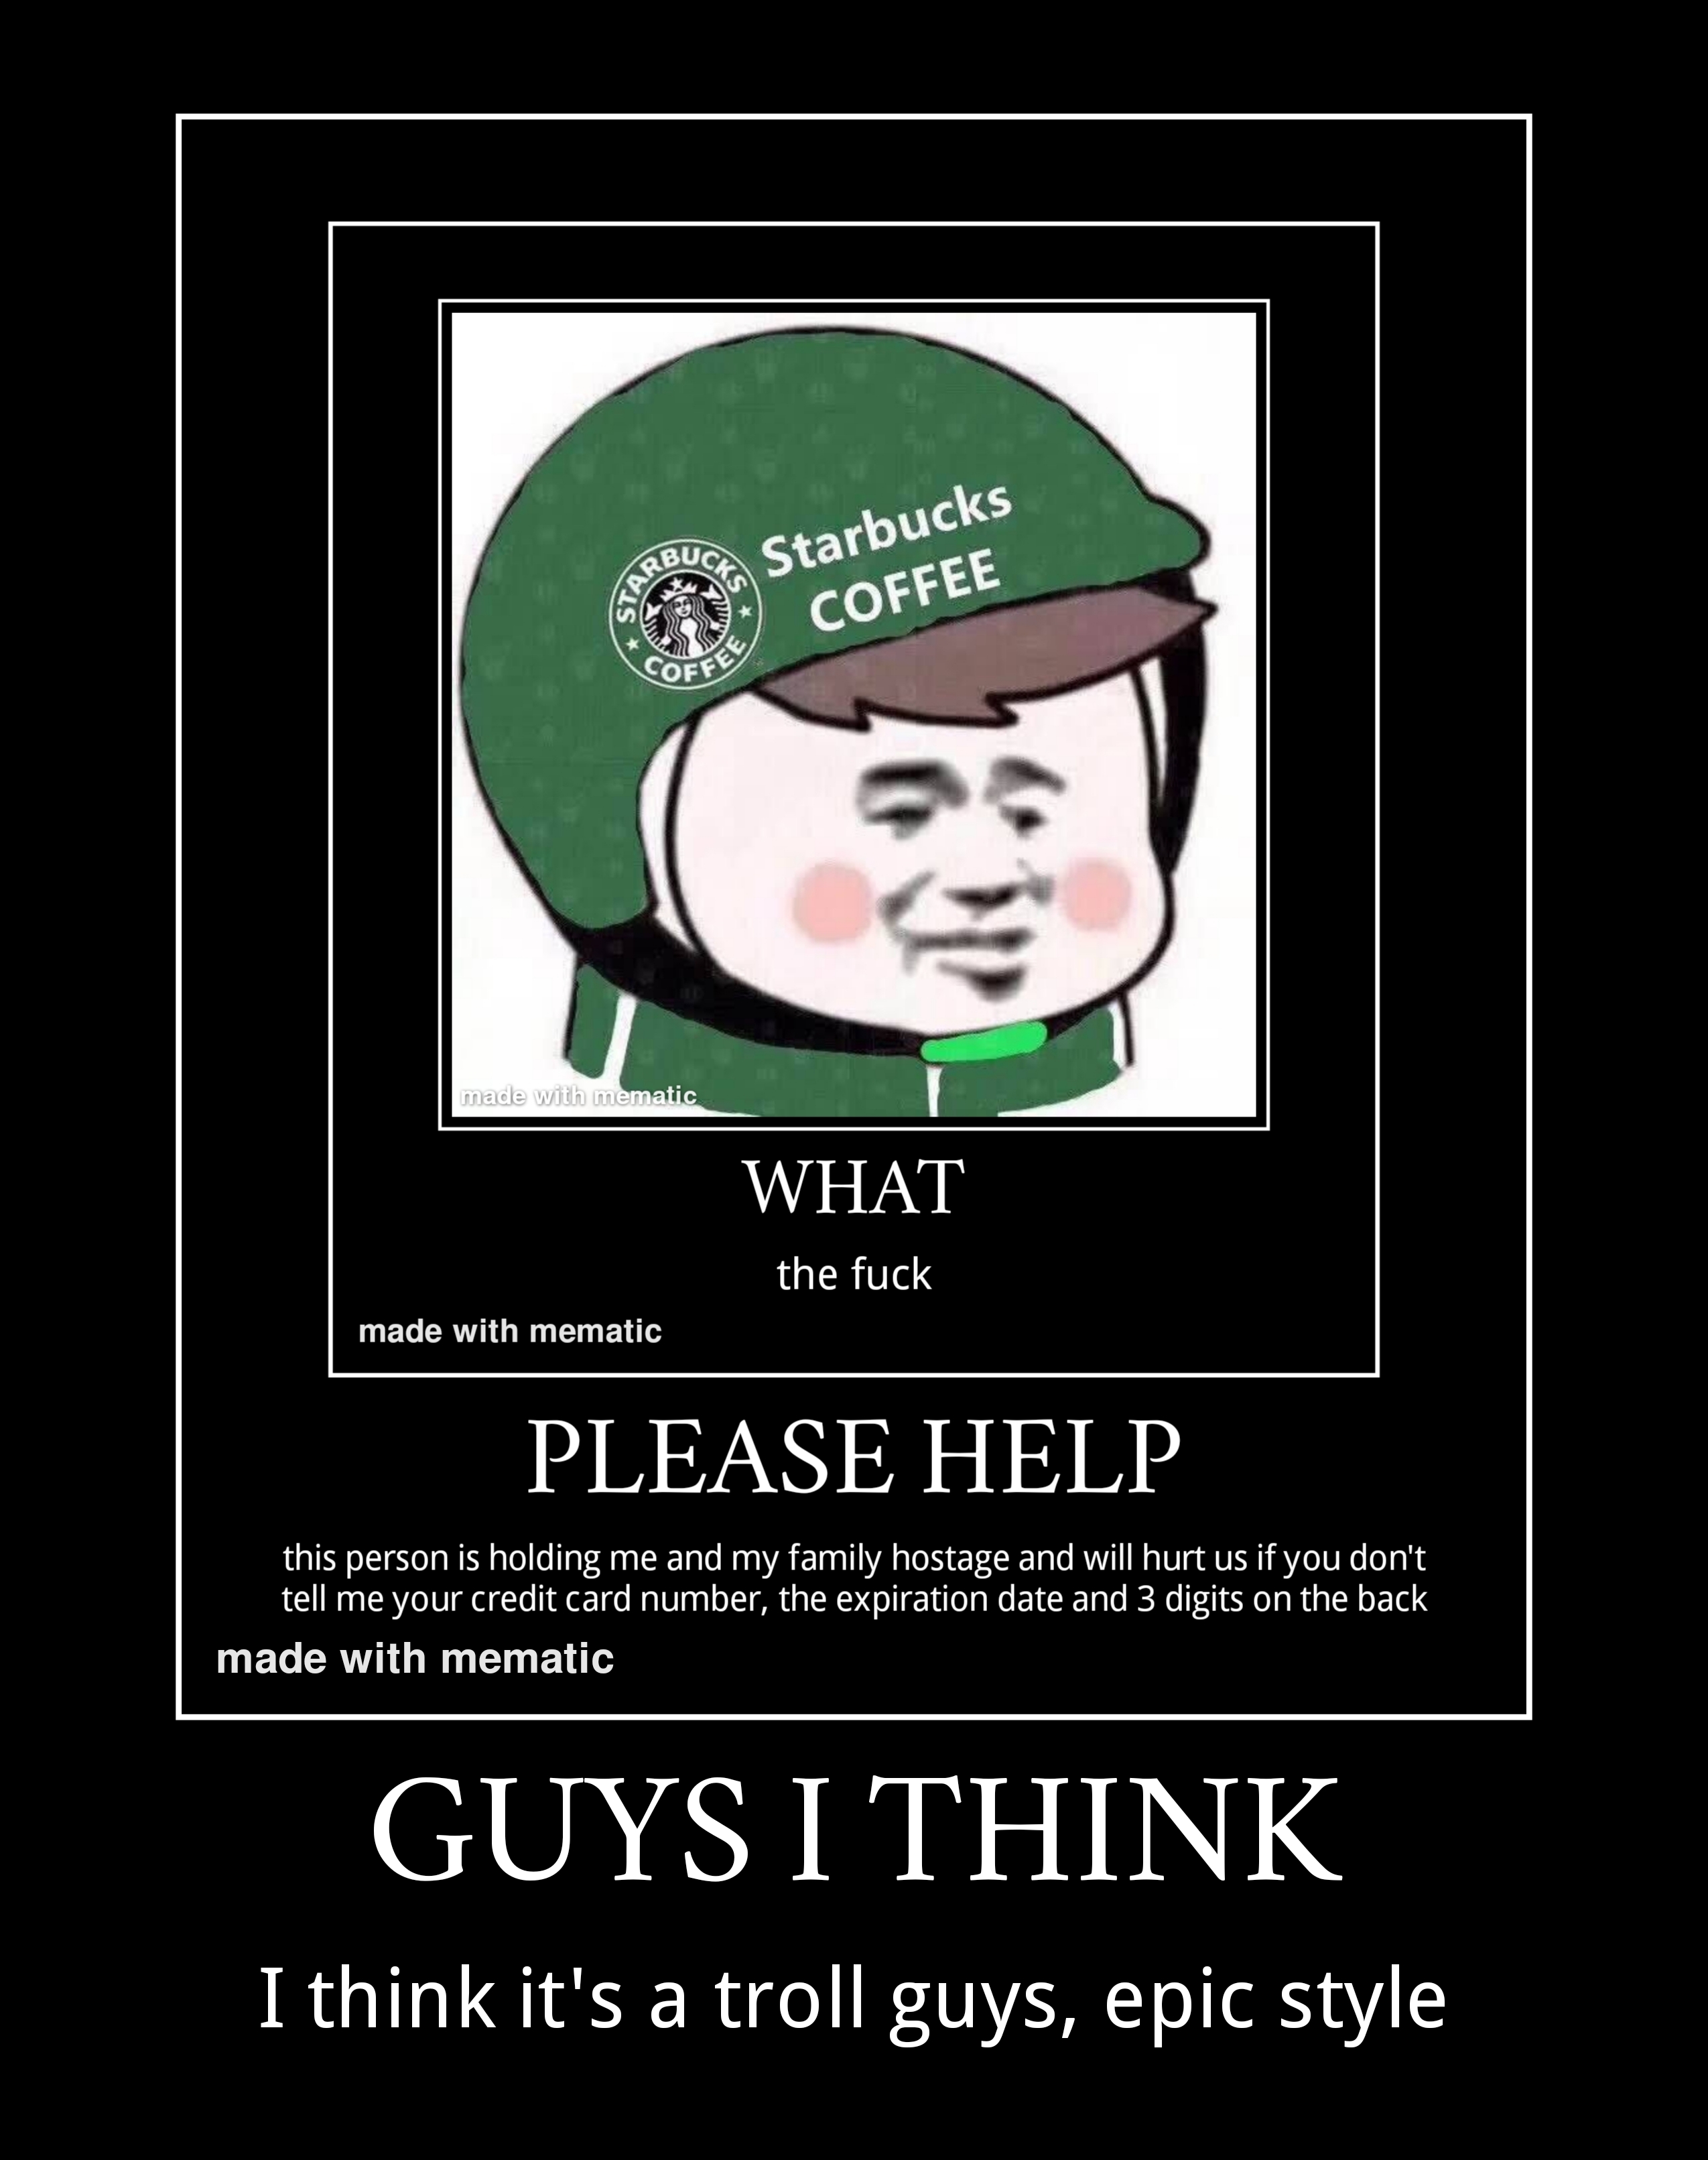 STARBUCKS
COFFEE
Starbucks
COFFEE
made with mematic
WHAT
the fuck
made with mematic
PLEASE HELP
this person is holding me and my family hostage and will hurt us if you don't
tell me your credit card number, the expiration date and 3 digits on the back
made with mematic
GUYS I THINK
I think it's a troll guys, epic style